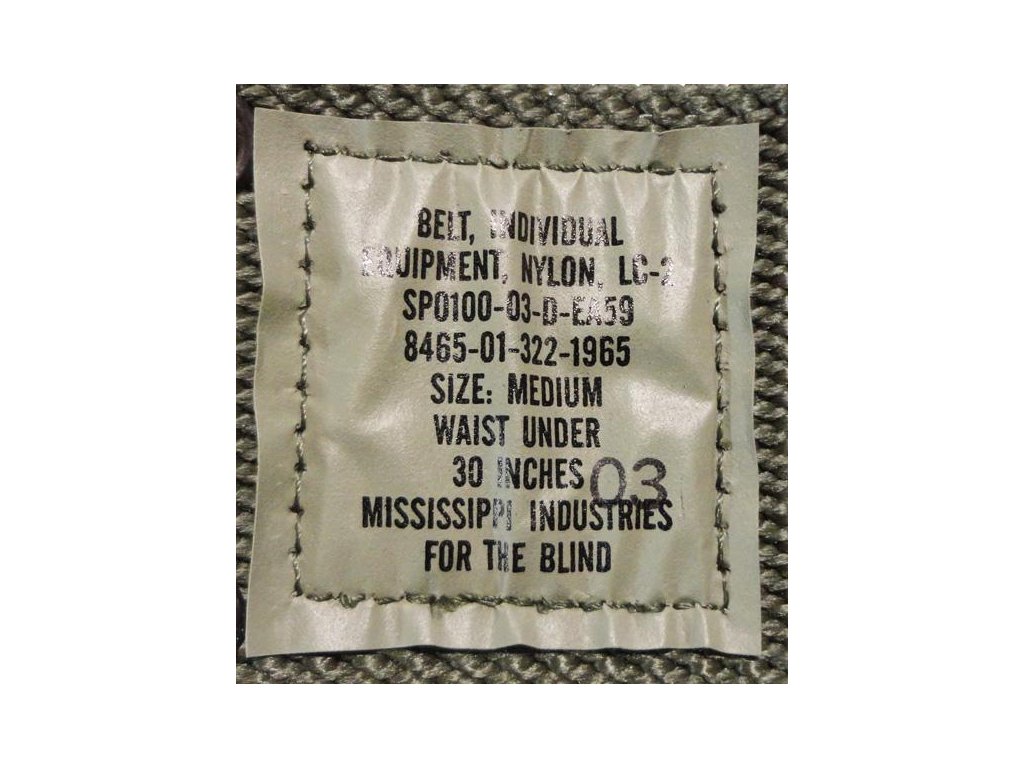 BELT, INDIVIDUAL
EQUIPMENT, NYLON, LC-2
SP0100-03-D-EA59
8465-01-322-1965
SIZE: MEDIUM
WAIST UNDER
30 INCHES 03
MISSISSIPPI INDUSTRIES
FOR THE BLIND